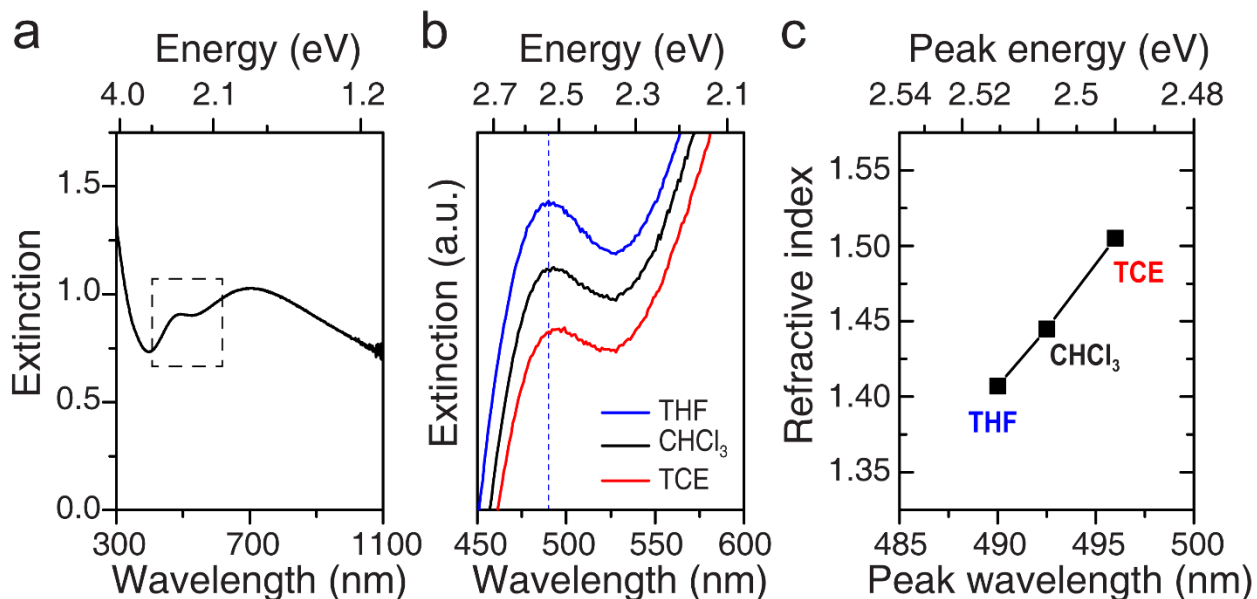 a
Energy (eV)
4.0 2.1 1.2
Extinction
1.5
1.0
0.5
0.0
300 700 1100
Wavelength (nm)
b
Energy (eV)
2.7 2.5 2.3 2.1
Extinction (a.u.)
THF
CHCl₃
TCE
450 500 550 600
Wavelength (nm)
c
Peak energy (eV)
2.54 2.52 2.5 2.48
Refractive index
1.55
1.50
1.45
1.40
1.35
TCE
CHCl₃
THF
485 490 495 500
Peak wavelength (nm)